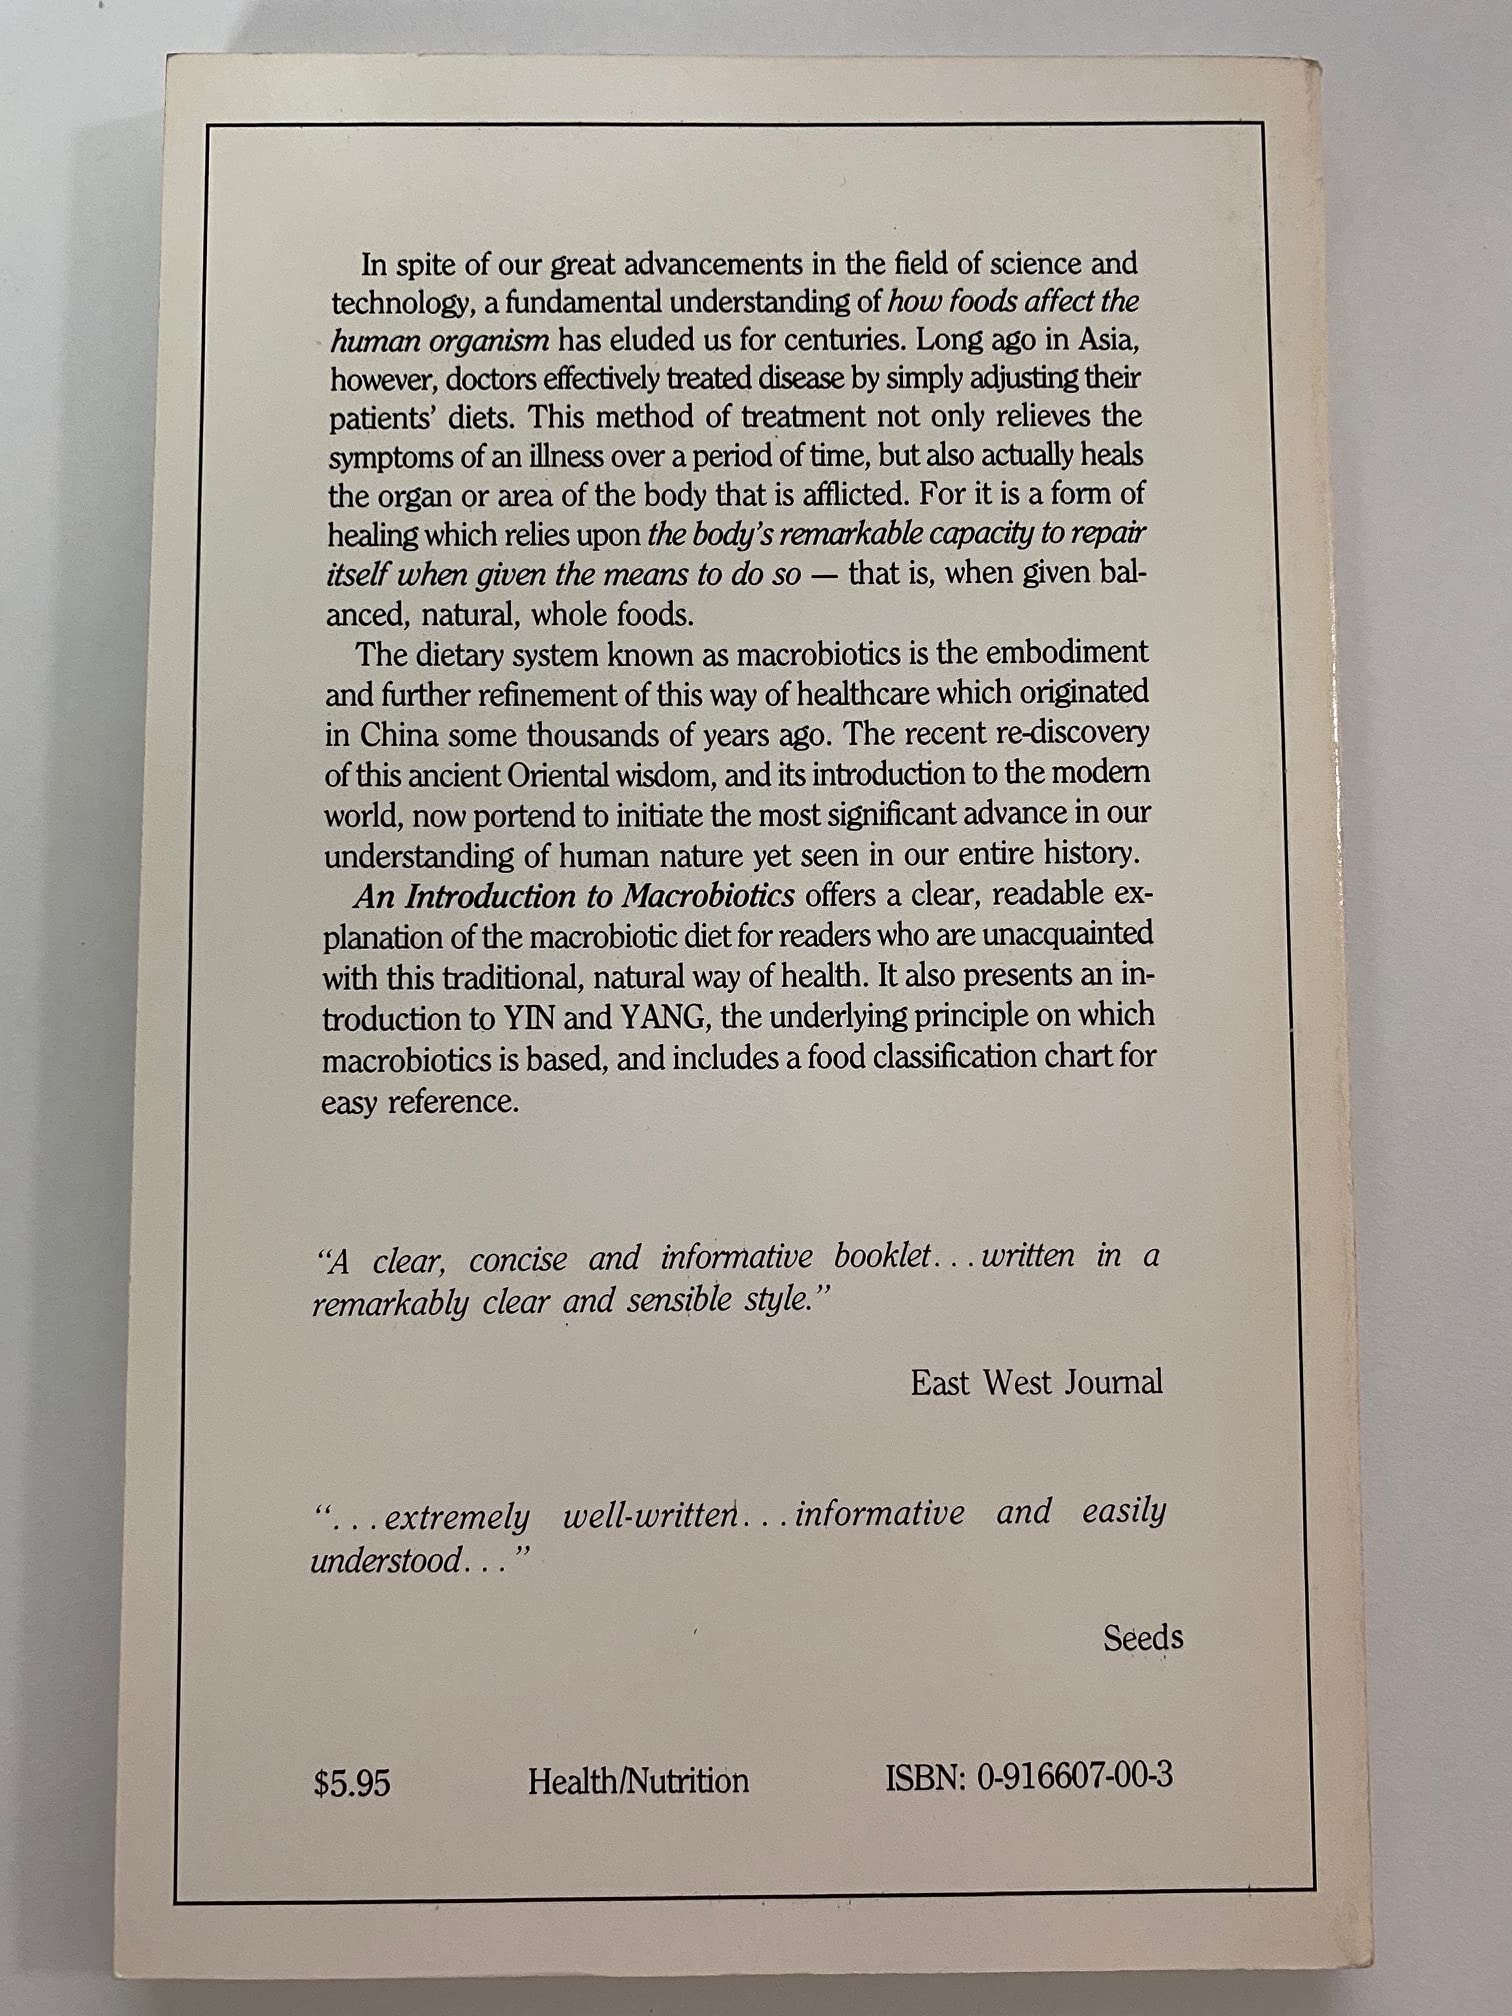 In spite of our great advancements in the field of science and
technology, a fundamental understanding of how foods affect the
human organism has eluded us for centuries. Long ago in Asia,
however, doctors effectively treated disease by simply adjusting their
patients’ diets. This method of treatment not only relieves the
symptoms of an illness over a period of time, but also actually heals
the organ or area of the body that is afflicted. For it is a form of
healing which relies upon the body’s remarkable capacity to repair
itself when given the means to do so — that is, when given bal-
anced, natural, whole foods.
The dietary system known as macrobiotics is the embodiment
and further refinement of this way of healthcare which originated
in China some thousands of years ago. The recent re-discovery
of this ancient Oriental wisdom, and its introduction to the modern
world, now portend to initiate the most significant advance in our
understanding of human nature yet seen in our entire history.
An Introduction to Macrobiotics offers a clear, readable ex-
planation of the macrobiotic diet for readers who are unacquainted
with this traditional, natural way of health. It also presents an in-
troduction to YIN and YANG, the underlying principle on which
macrobiotics is based, and includes a food classification chart for
easy reference.
“A clear, concise and informative booklet. . . written in a
remarkably clear and sensible style.”
East West Journal
“. . . extremely well-written. . . informative and easily
understood. . . ”
Seeds
$5.95 Health/Nutrition ISBN: 0-916607-00-3